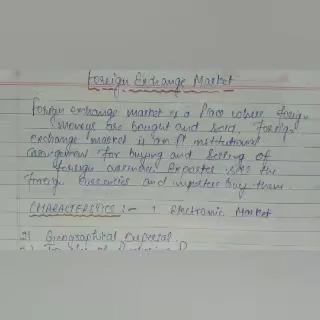 Foreign Exchange Market
Foreign exchange market is a place where foreign
moneys are bought and sold. Foreign
exchange market is an institutional
arrangement for buying and selling of
foreign currencies Exporter sell the
foreign currencies and importers buy them.
CHARACTERSTICS :- 1 Electronic Market
2) Geographical Dispersal